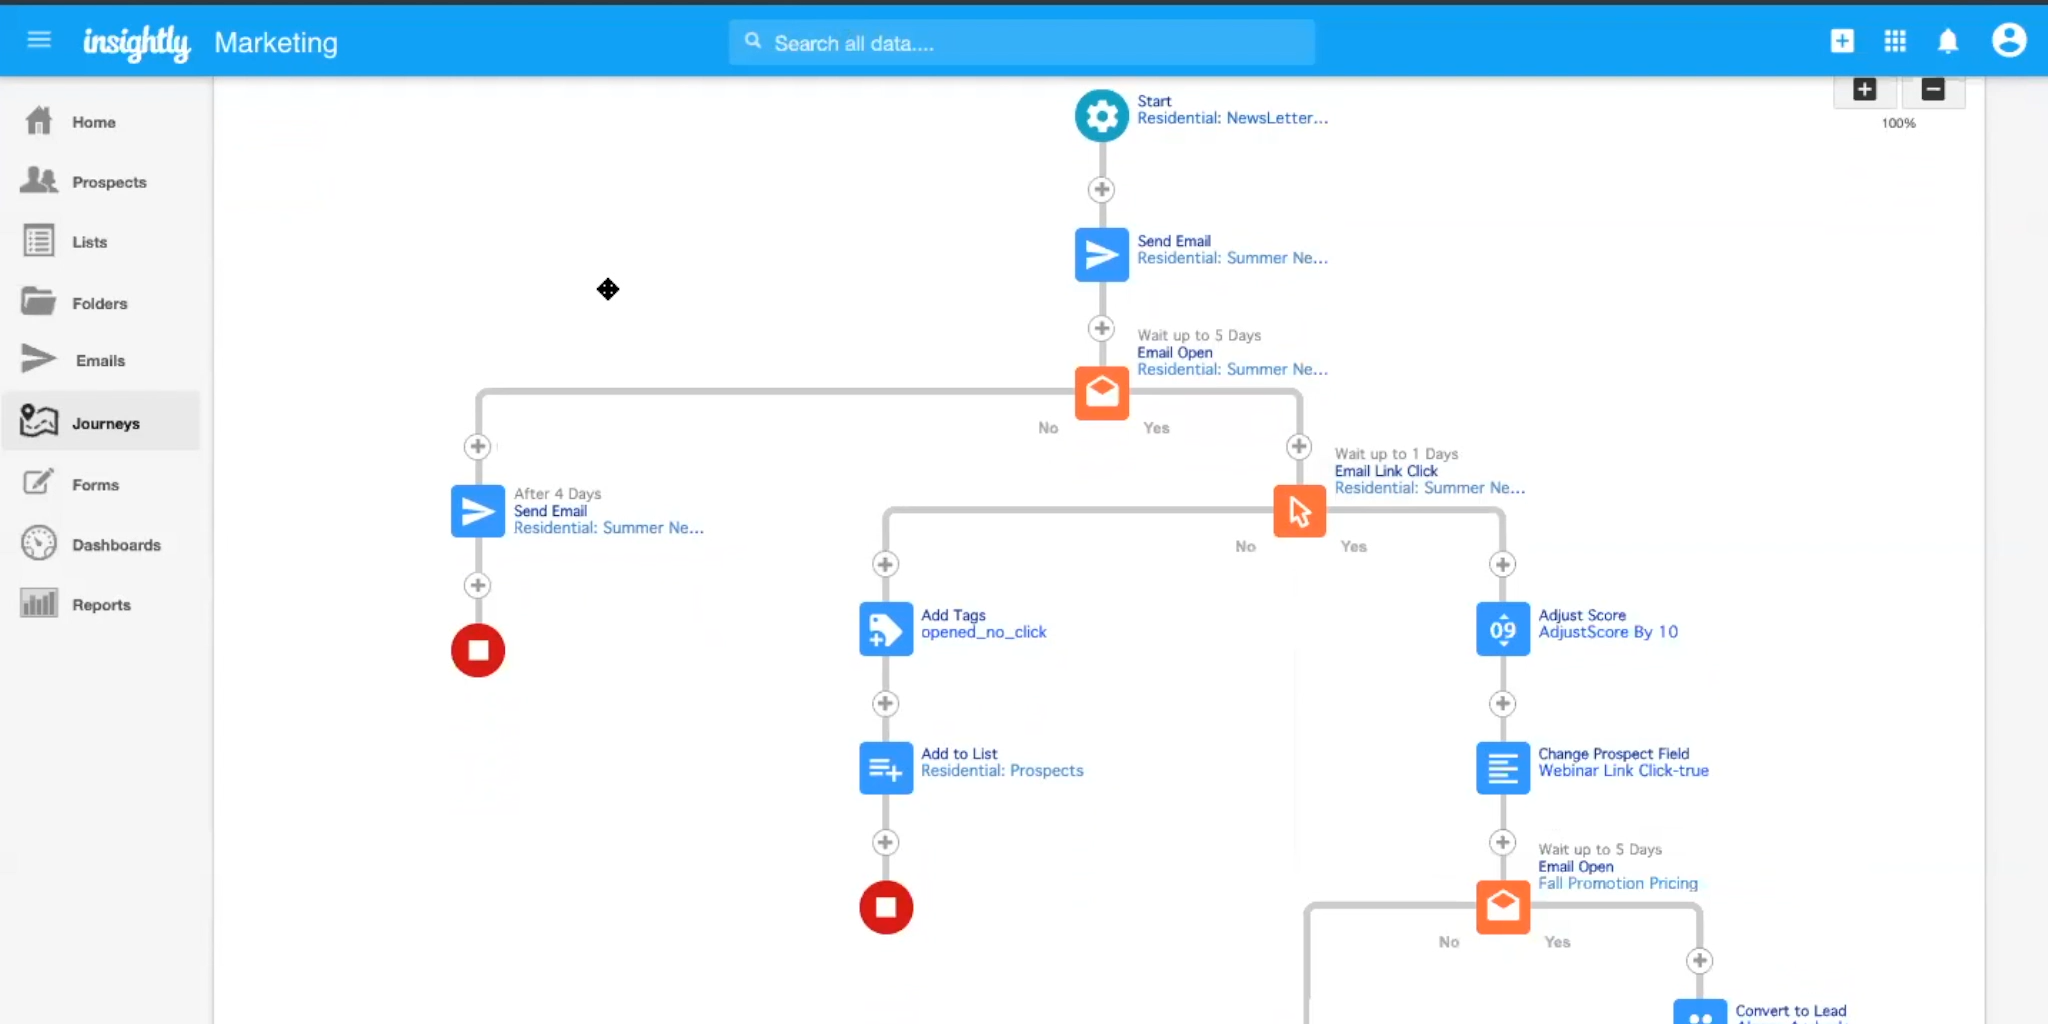 insightly Marketing
Search all data....
Home
Prospects
Lists
Folders
Emails
Journeys
Forms
Dashboards
Reports
100%
Start
Residential: NewsLetter...
Send Email
Residential: Summer Ne...
Wait up to 5 Days
Email Open
Residential: Summer Ne...
No
Yes
After 4 Days
Send Email
Residential: Summer Ne...
Wait up to 1 Days
Email Link Click
Residential: Summer Ne...
No
Yes
Add Tags
opened_no_click
Add to List
Residential: Prospects
09
Adjust Score
AdjustScore By 10
Change Prospect Field
Webinar Link Click-true
Wait up to 5 Days
Email Open
Fall Promotion Pricing
No
Yes
Convert to Lead